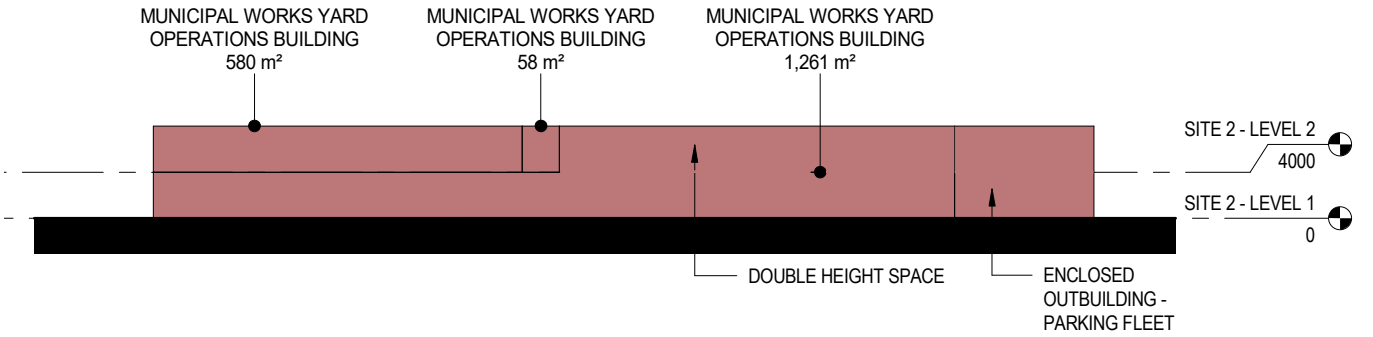 MUNICIPAL WORKS YARD
OPERATIONS BUILDING
580 m²
MUNICIPAL WORKS YARD
OPERATIONS BUILDING
58 m²
MUNICIPAL WORKS YARD
OPERATIONS BUILDING
1,261 m²
SITE 2 - LEVEL 2
4000
SITE 2 - LEVEL 1
0
DOUBLE HEIGHT SPACE
ENCLOSED
OUTBUILDING -
PARKING FLEET